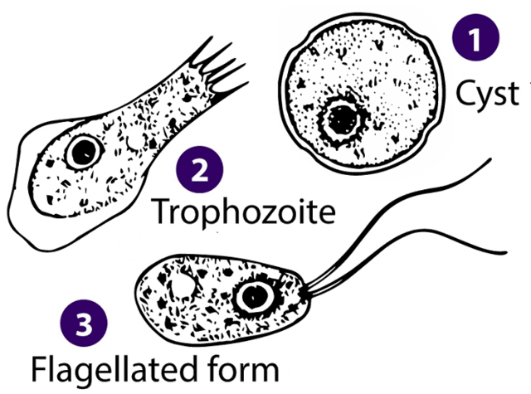 1
Cyst
2
Trophozoite
3
Flagellated form